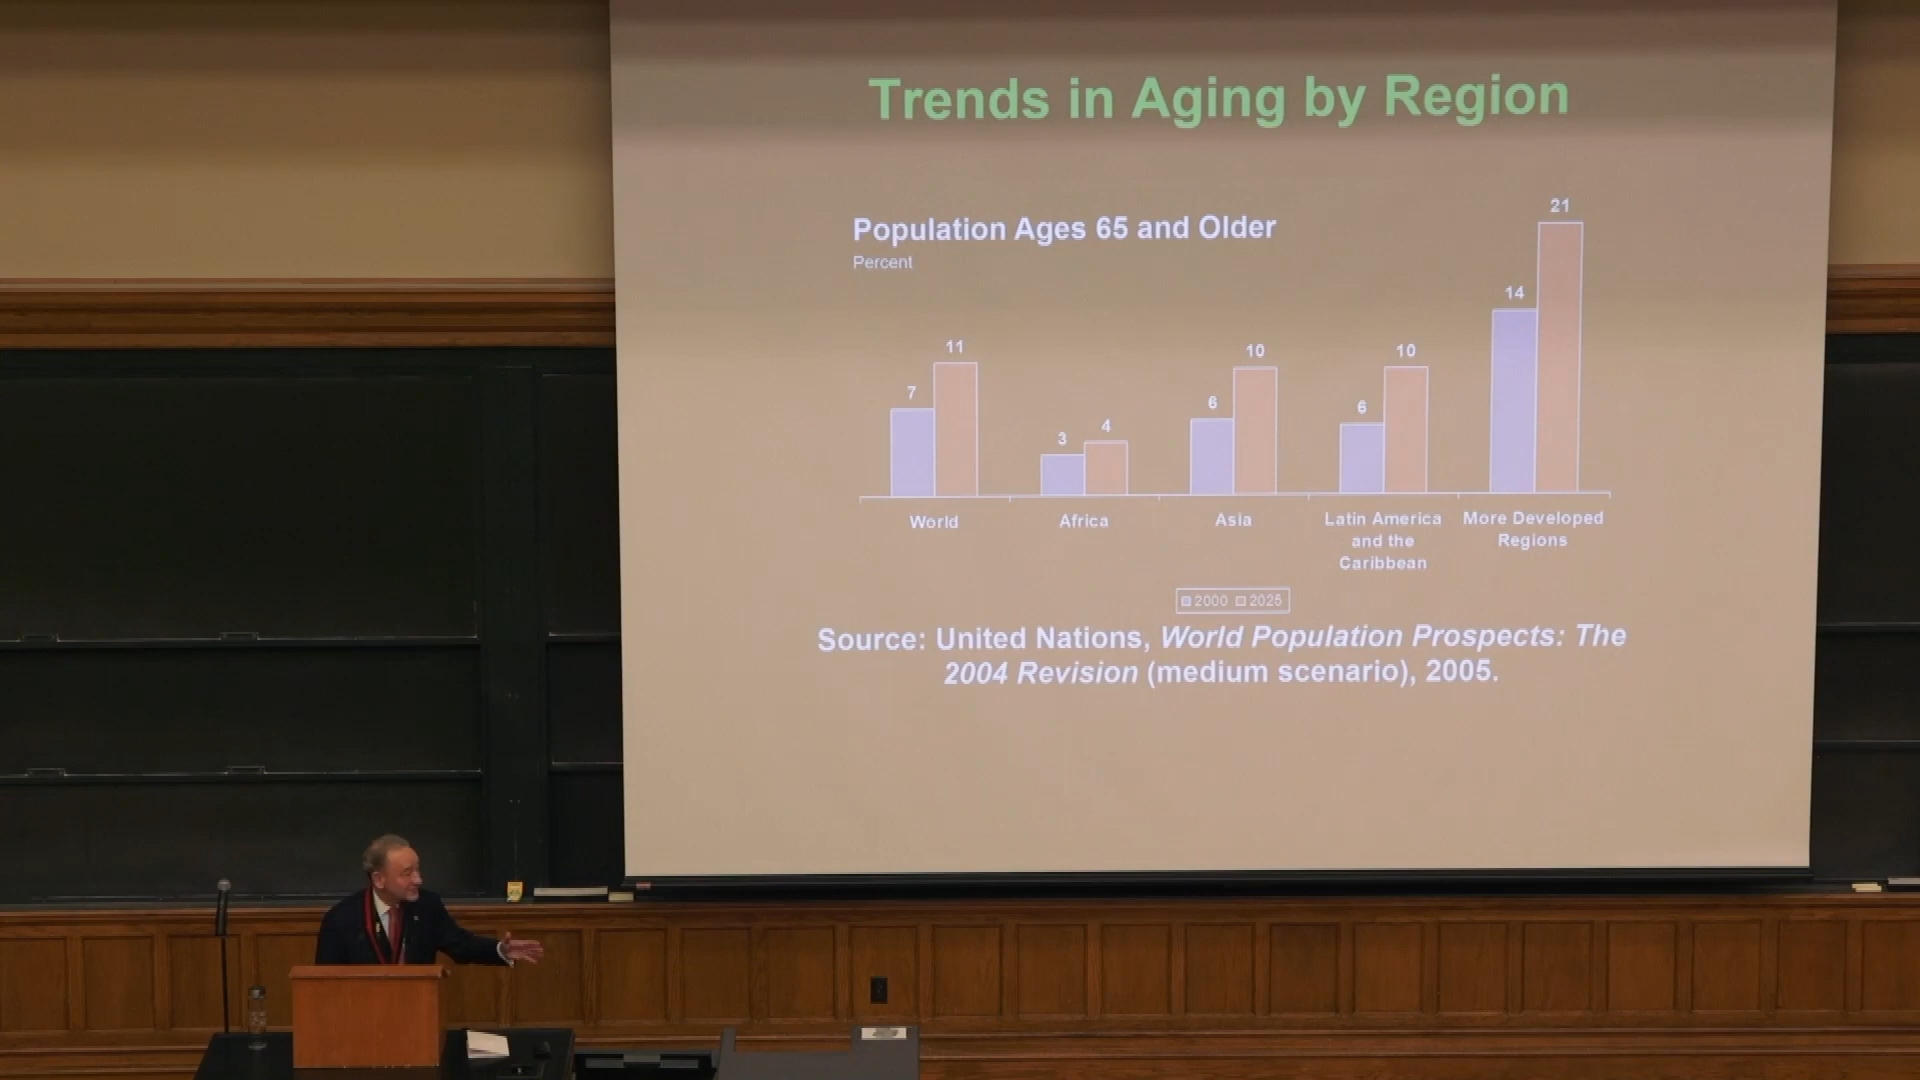 Trends in Aging by Region
Population Ages 65 and Older
Percent
7
11
3
4
6
10
6
10
14
21
World
Africa
Asia
Latin America
and the
Caribbean
More Developed
Regions
2000 2025
Source: United Nations, World Population Prospects: The
2004 Revision (medium scenario), 2005.